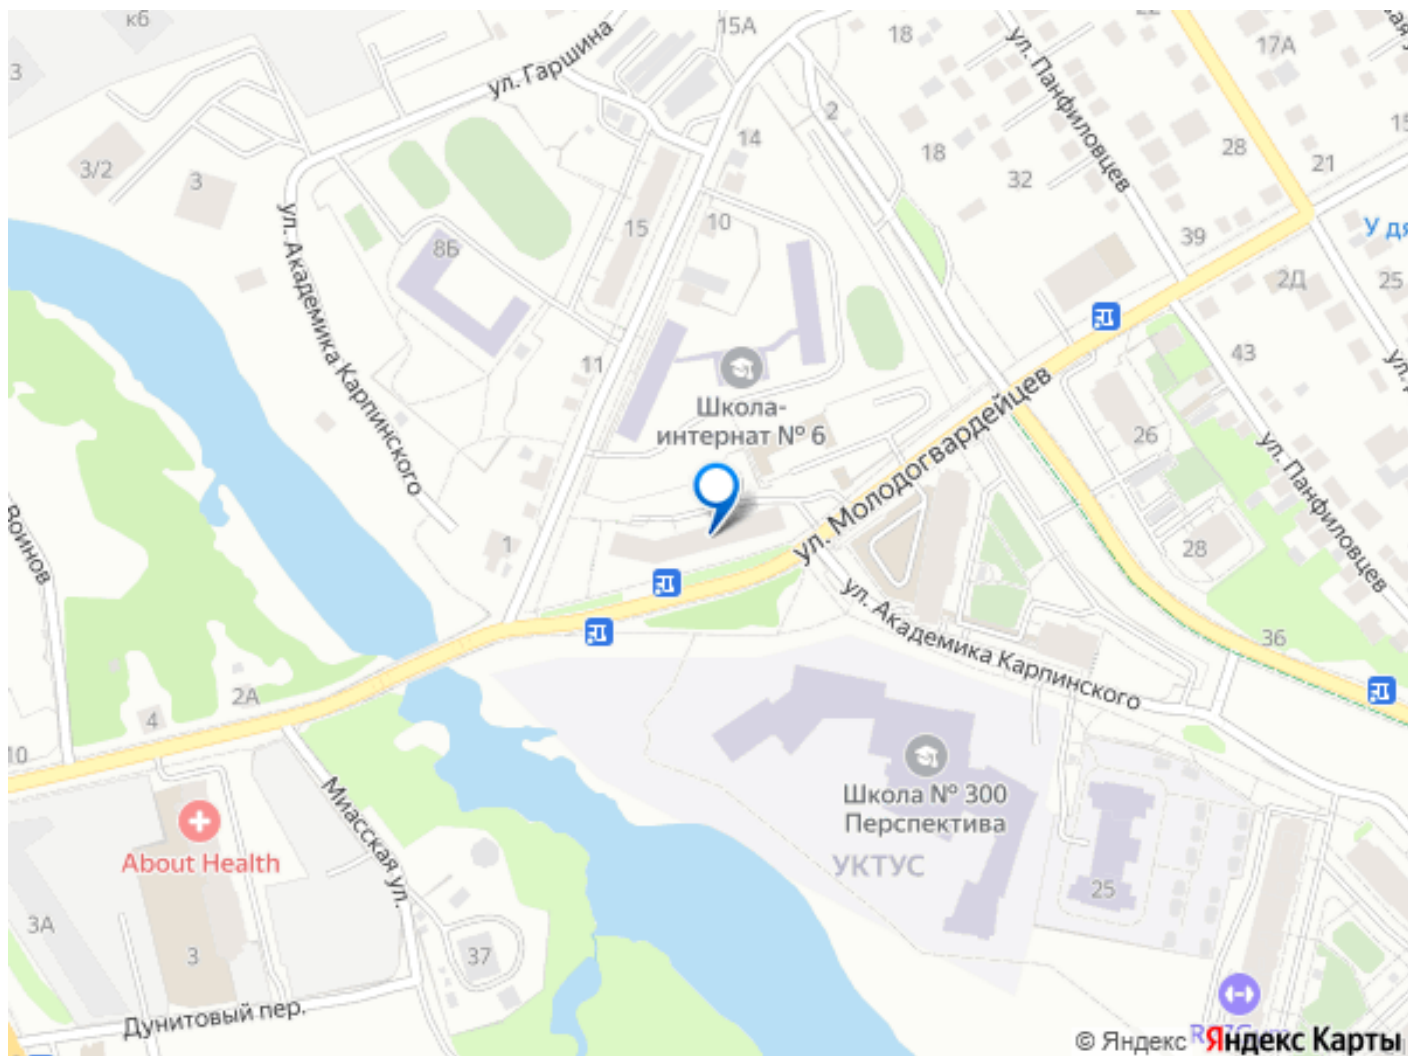 к6
15А
18
22
17А
3
ул. Гаршина
ул. Панфиловцев
15
2
14
28
3/2
3
18
32
21
15
10
39
У дя
8Б
2Д
25
ул. Академика Карпинского
11
43
Школа-
интернат № 6
ул. Молодогвардейцев
26
ул. Панфиловцев
воинов
1
28
ул. Академика Карпинского
36
2А
4
10
Школа № 300
Перспектива
УКТУС
About Health
Миасская ул.
25
3А
3
37
Дунитовый пер.
© Яндекс
Яндекс Карты